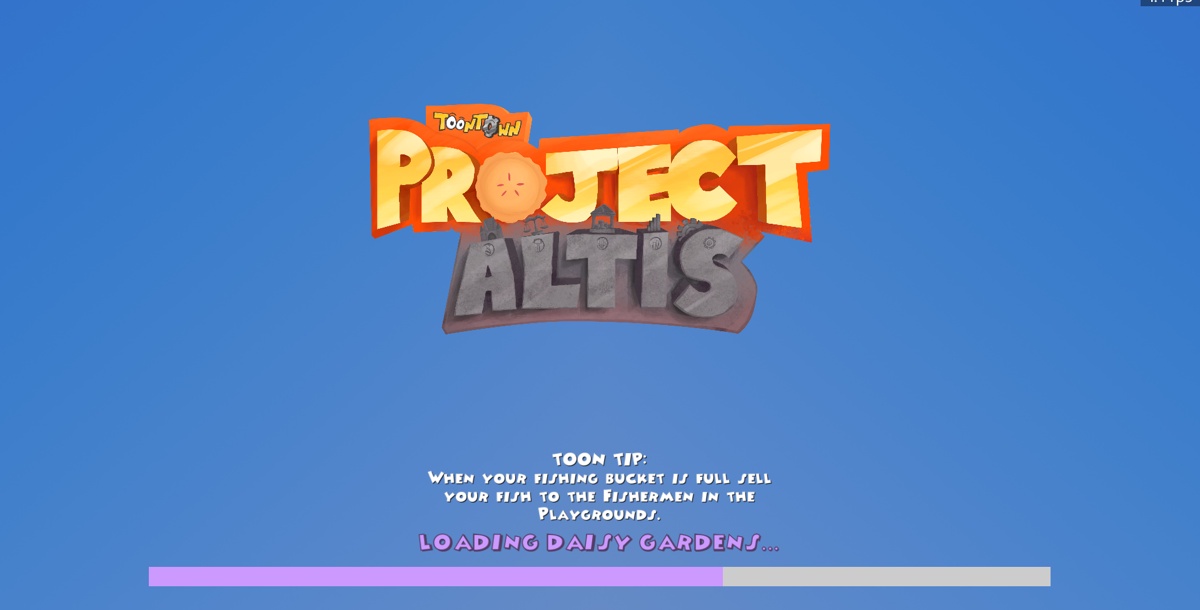 TOONTOWN
PROJECT
ALTIS
TOON TIP:
When your fishing bucket is full sell
your fish to the Fishermen in the
Playgrounds.
LOADING DAISY GARDENS...